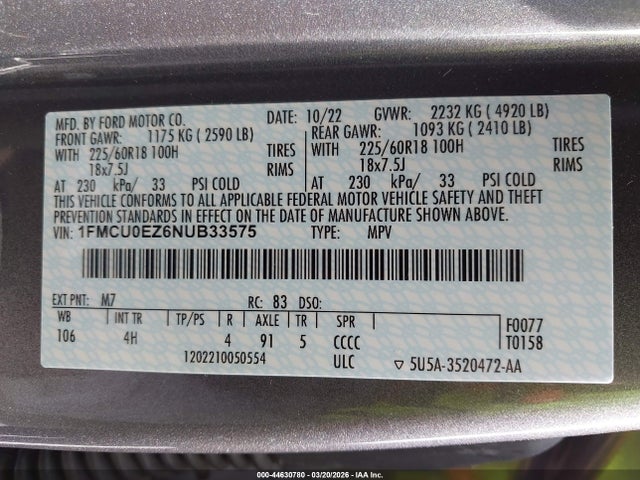 MFD. BY FORD MOTOR CO. DATE: 10/22 GVWR: 2232 KG ( 4920 LB)
FRONT GAWR: 1175 KG ( 2590 LB) REAR GAWR: 1093 KG ( 2410 LB)
WITH 225/60R18 100H TIRES WITH 225/60R18 100H TIRES
18x7.5J RIMS 18x7.5J RIMS
AT 230 kPa/ 33 PSI COLD AT 230 kPa/ 33 PSI COLD
THIS VEHICLE CONFORMS TO ALL APPLICABLE FEDERAL MOTOR VEHICLE SAFETY AND THEFT
PREVENTION STANDARDS IN EFFECT ON THE DATE OF MANUFACTURE SHOWN ABOVE.
VIN: 1FMCU0EZ6NUB33575 TYPE: MPV
EXT PNT: M7 RC: 83 DSO:
WB INT TR TP/PS R AXLE TR SPR F0077
106 4H 4 91 5 CCCC T0158
1202210050554 ULC ▽ 5U5A-3520472-AA
000-44630780 | 03/20/2026 - IAA Inc.